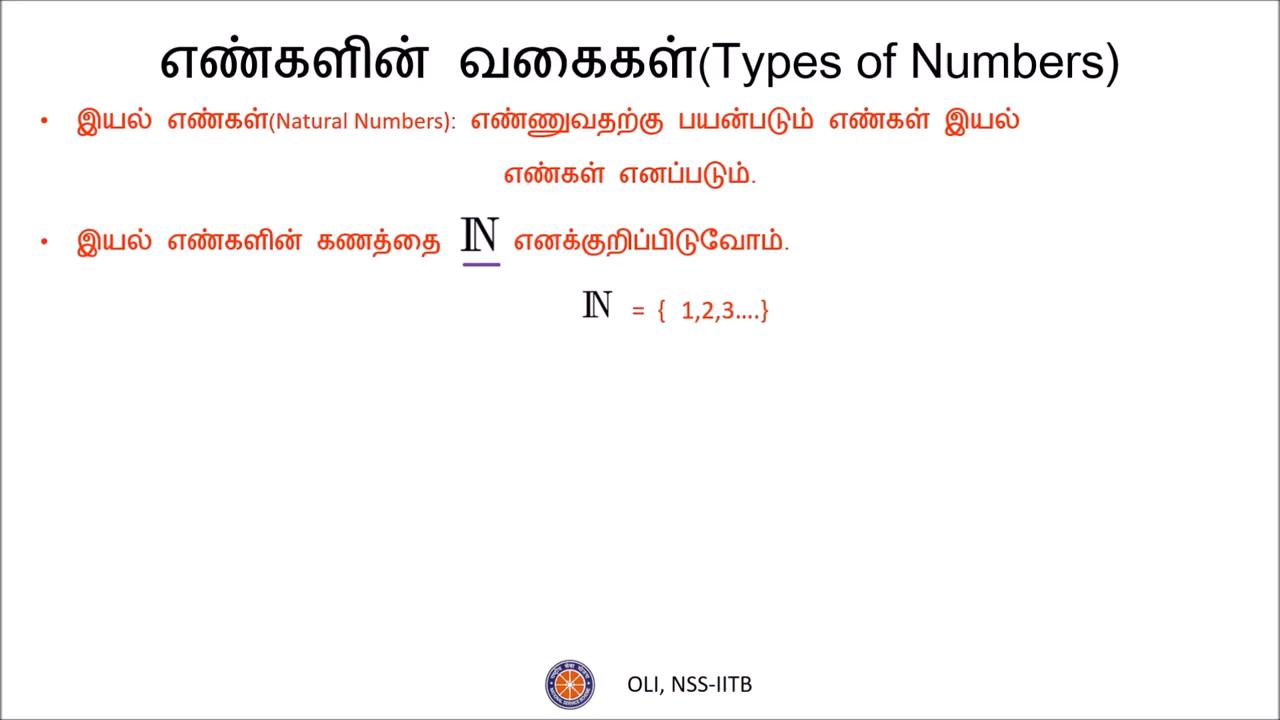 எண்களின் வகைகள்(Types of Numbers)
• இயல் எண்கள்(Natural Numbers): எண்ணுவதற்கு பயன்படும் எண்கள் இயல்
எண்கள் எனப்படும்.
• இயல் எண்களின் கணத்தை ℕ எனக்குறிப்பிடுவோம்.
ℕ = { 1,2,3....}
OLI, NSS-IITB